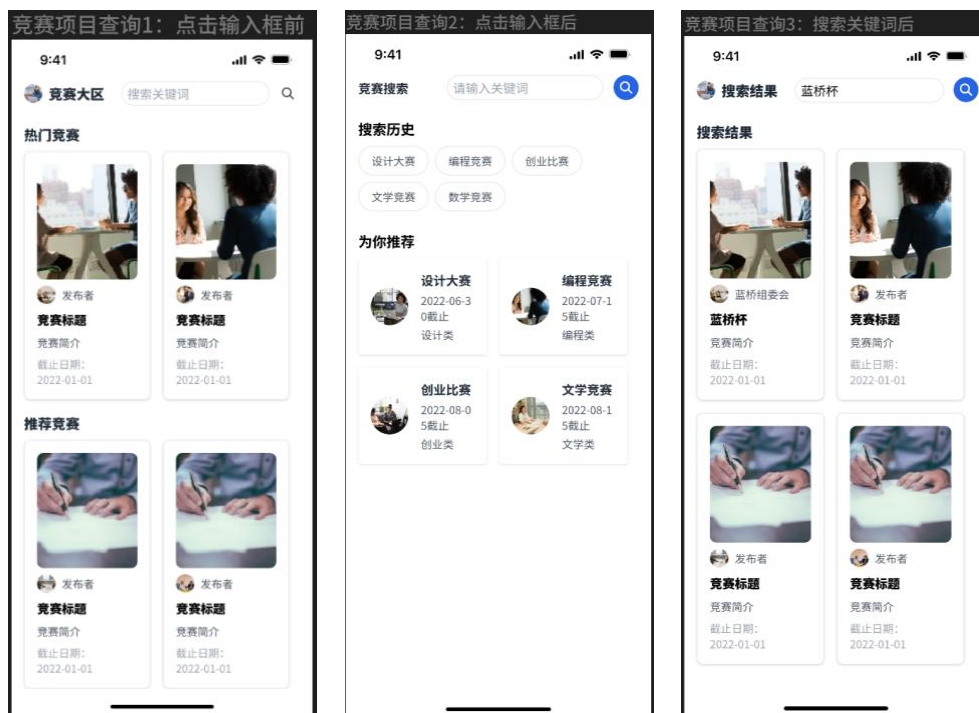 竞赛项目查询1：点击输入框前
9:41
竞赛大区
搜索关键词
热门竞赛
发布者
竞赛标题
竞赛简介
截止日期：
2022-01-01
发布者
竞赛标题
竞赛简介
截止日期：
2022-01-01
推荐竞赛
发布者
竞赛标题
竞赛简介
截止日期：
2022-01-01
发布者
竞赛标题
竞赛简介
截止日期：
2022-01-01
竞赛项目查询2：点击输入框后
9:41
竞赛搜索
请输入关键词
搜索历史
设计大赛
编程竞赛
创业比赛
文学竞赛
数学竞赛
为你推荐
设计大赛
2022-06-3
0截止
设计类
编程竞赛
2022-07-1
5截止
编程类
创业比赛
2022-08-0
5截止
创业类
文学竞赛
2022-08-1
5截止
文学类
竞赛项目查询3：搜索关键词后
9:41
搜索结果
蓝桥杯
搜索结果
蓝桥组委会
蓝桥杯
竞赛简介
截止日期：
2022-01-01
发布者
竞赛标题
竞赛简介
截止日期：
2022-01-01
发布者
竞赛标题
竞赛简介
截止日期：
2022-01-01
发布者
竞赛标题
竞赛简介
截止日期：
2022-01-01